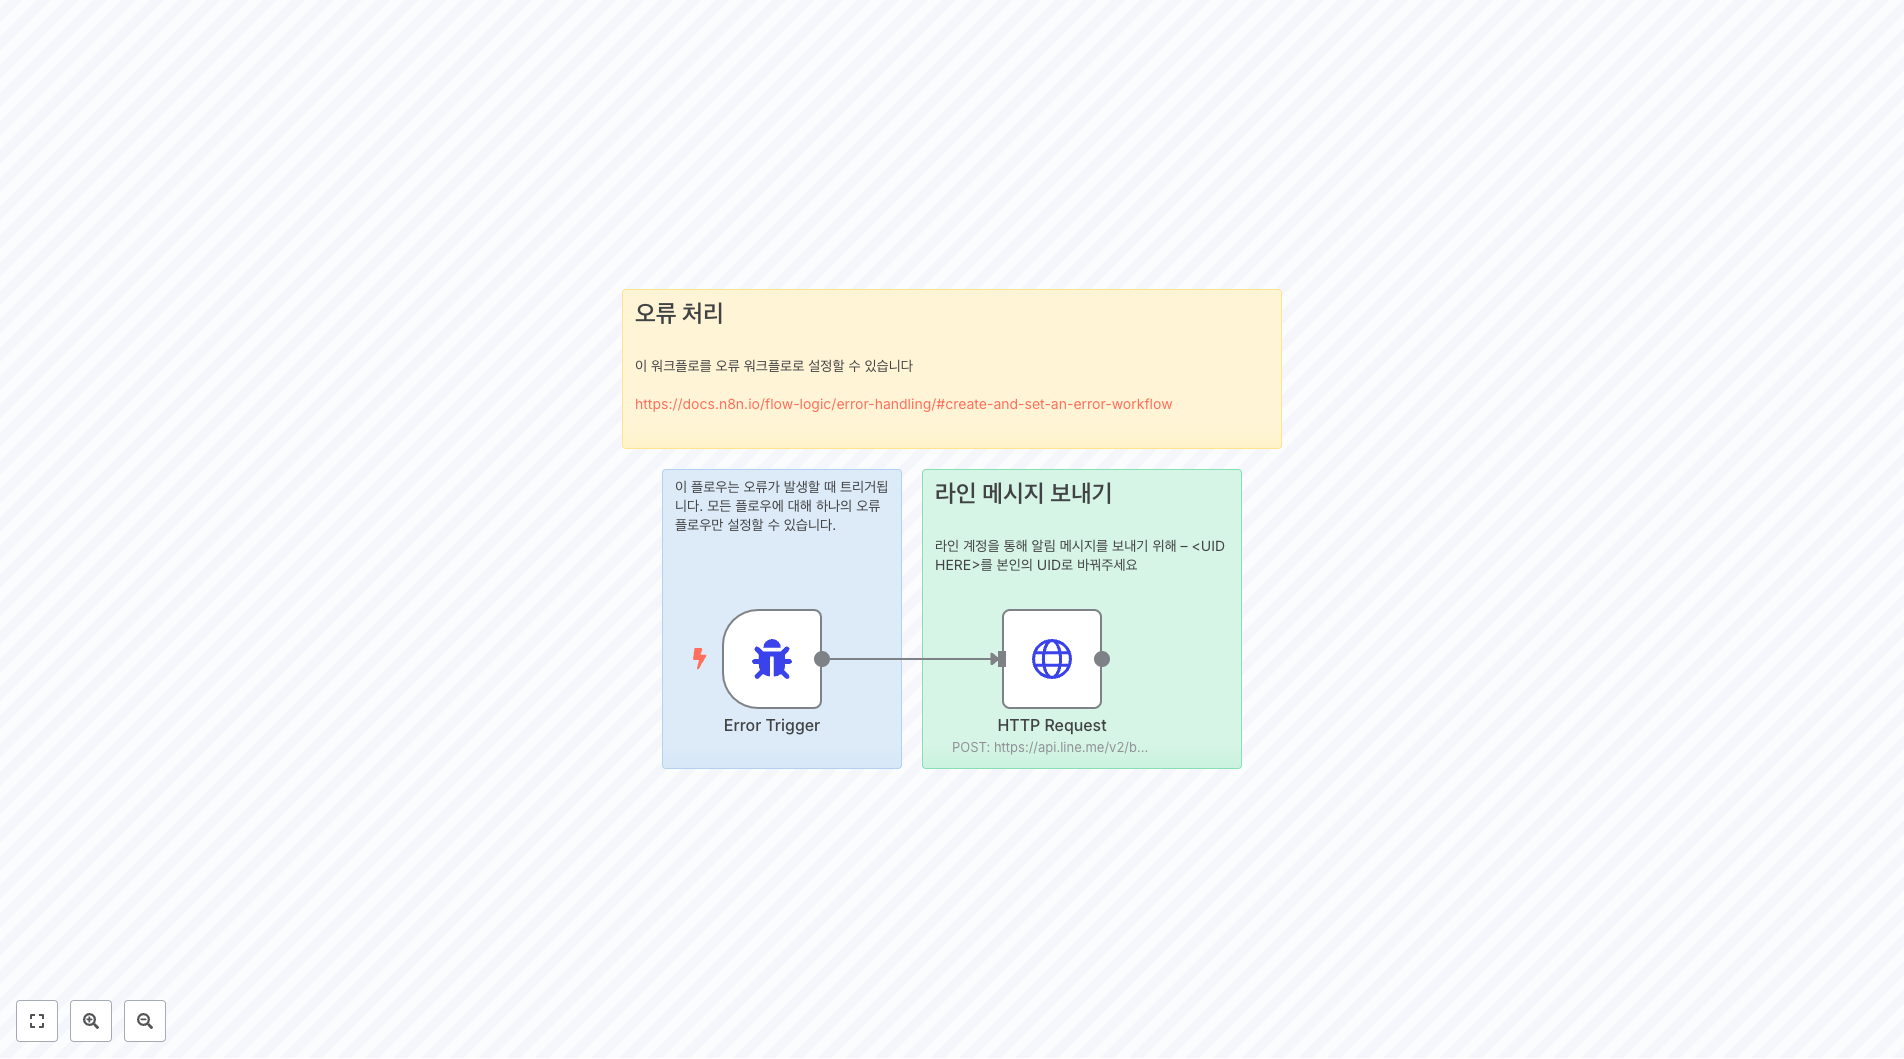 오류 처리
이 워크플로를 오류 워크플로로 설정할 수 있습니다
https://docs.n8n.io/flow-logic/error-handling/#create-and-set-an-error-workflow
이 플로우는 오류가 발생할 때 트리거됩
니다. 모든 플로우에 대해 하나의 오류
플로우만 설정할 수 있습니다.
라인 메시지 보내기
라인 계정을 통해 알림 메시지를 보내기 위해 – <UID
HERE>를 본인의 UID로 바꿔주세요
Error Trigger
HTTP Request
POST: https://api.line.me/v2/b...